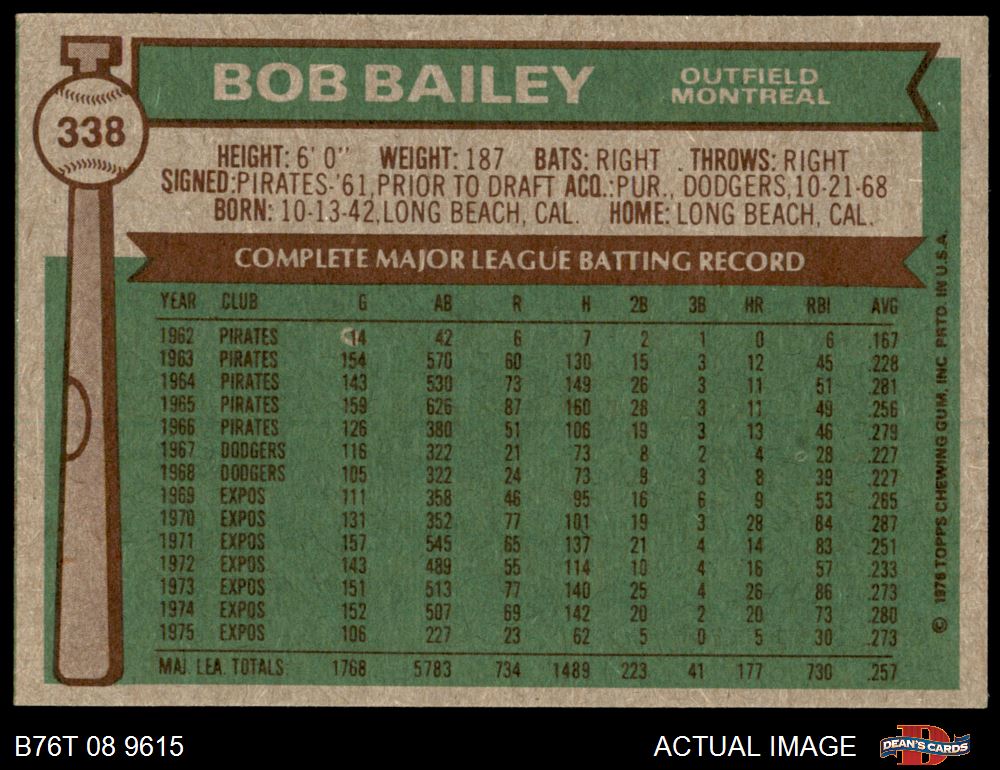 BOB BAILEY
OUTFIELD
MONTREAL
338
HEIGHT: 6' 0" WEIGHT: 187 BATS: RIGHT . THROWS: RIGHT
SIGNED:PIRATES-'61,PRIOR TO DRAFT ACQ.:PUR., DODGERS,10-21-68
BORN: 10-13-42,LONG BEACH, CAL. HOME: LONG BEACH, CAL.
COMPLETE MAJOR LEAGUE BATTING RECORD
YEAR CLUB G AB R H 2B 3B HR RBI AVG
1962 PIRATES 14 42 6 7 2 1 0 6 .167
1963 PIRATES 154 570 60 130 15 3 12 45 .228
1964 PIRATES 143 530 73 149 26 3 11 51 .281
1965 PIRATES 159 626 87 160 28 3 11 49 .256
1966 PIRATES 126 380 51 106 19 3 13 46 .279
1967 DODGERS 116 322 21 73 8 2 4 28 .227
1968 DODGERS 105 322 24 73 9 3 8 39 .227
1969 EXPOS 111 358 46 95 16 6 9 53 .265
1970 EXPOS 131 352 77 101 19 3 28 84 .287
1971 EXPOS 157 545 65 137 21 4 14 83 .251
1972 EXPOS 143 489 55 114 10 4 16 57 .233
1973 EXPOS 151 513 77 140 25 4 26 86 .273
1974 EXPOS 152 507 69 142 20 2 20 73 .280
1975 EXPOS 106 227 23 62 5 0 5 30 .273
MAJ. LEA. TOTALS 1768 5783 734 1489 223 41 177 730 .257
© 1976 TOPPS CHEWING GUM, INC. PRTD. IN U.S.A.
B76T 08 9615
ACTUAL IMAGE
DEAN'S CARDS